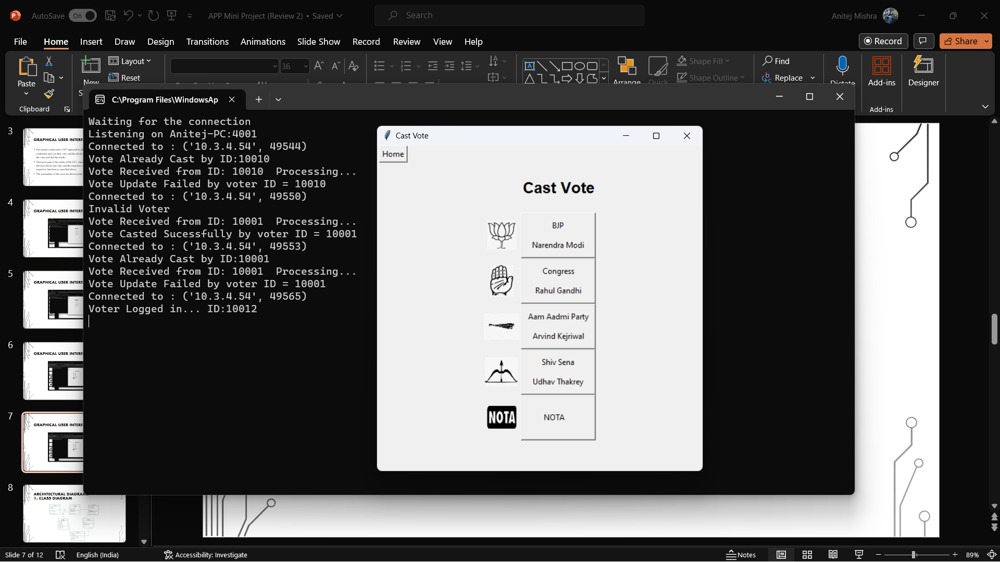 AutoSave On APP Mini Project (Review 2) • Saved Search Anitej Mishra
File Home Insert Draw Design Transitions Animations Slide Show Record Review View Help Record Share
Paste
Clipboard
New
Layout
Reset
36
Arrange
Quick
Shape Fill
Shape Outline
Find
Replace
Dictate
Add-ins
Add-ins
Designer
C:\Program Files\WindowsAp
Waiting for the connection
Listening on Anitej-PC:4001
Connected to : ('10.3.4.54', 49544)
Vote Already Cast by ID:10010
Vote Received from ID: 10010  Processing...
Vote Update Failed by voter ID = 10010
Connected to : ('10.3.4.54', 49550)
Invalid Voter
Vote Received from ID: 10001  Processing...
Vote Casted Sucessfully by voter ID = 10001
Connected to : ('10.3.4.54', 49553)
Vote Already Cast by ID:10001
Vote Received from ID: 10001  Processing...
Vote Update Failed by voter ID = 10001
Connected to : ('10.3.4.54', 49565)
Voter Logged in... ID:10012
Cast Vote
Home
Cast Vote
BJP
Narendra Modi
Congress
Rahul Gandhi
Aam Aadmi Party
Arvind Kejriwal
Shiv Sena
Udhav Thakrey
NOTA
NOTA
3
GRAPHICAL USER INTERF
4
GRAPHICAL USER INTERF
5
GRAPHICAL USER INTERF
6
GRAPHICAL USER INTERF
7
GRAPHICAL USER INTERF
8
ARCHITECTURAL DIAGRAM
1. CLASS DIAGRAM
Slide 7 of 12 English (India) Accessibility: Investigate Notes 89%